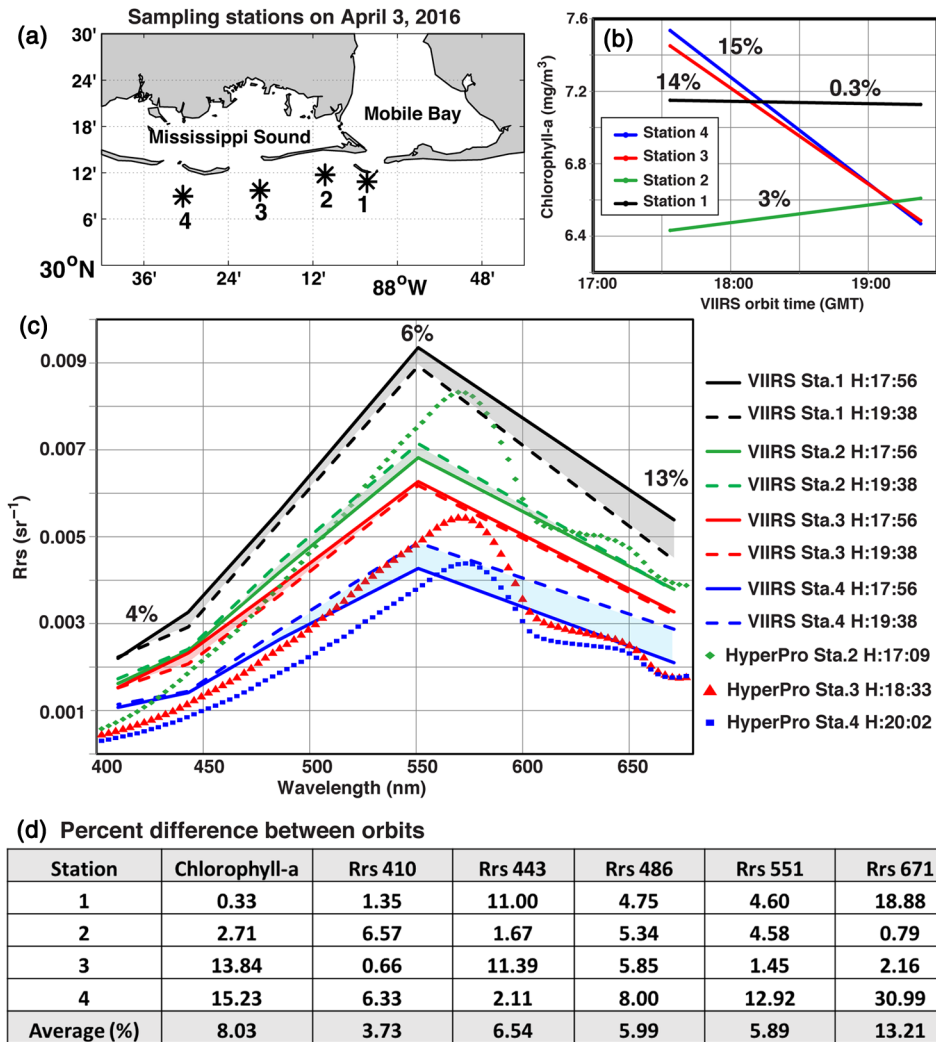 Sampling stations on April 3, 2016
(a)
30'
24'
18'
12'
6'
30°N
Mobile Bay
Mississippi Sound
4
3
2
1
36'
24'
12'
88°W
48'
(b)
7.6
7.2
6.8
6.4
Chlorophyll-a (mg/m³)
15%
14%
0.3%
3%
Station 4
Station 3
Station 2
Station 1
17:00
18:00
19:00
VIIRS orbit time (GMT)
(c)
0.009
0.007
0.005
0.003
0.001
Rrs (sr⁻¹)
6%
13%
4%
400
450
500
550
600
650
Wavelength (nm)
VIIRS Sta.1 H:17:56
VIIRS Sta.1 H:19:38
VIIRS Sta.2 H:17:56
VIIRS Sta.2 H:19:38
VIIRS Sta.3 H:17:56
VIIRS Sta.3 H:19:38
VIIRS Sta.4 H:17:56
VIIRS Sta.4 H:19:38
HyperPro Sta.2 H:17:09
HyperPro Sta.3 H:18:33
HyperPro Sta.4 H:20:02
(d) Percent difference between orbits
Station Chlorophyll-a Rrs 410 Rrs 443 Rrs 486 Rrs 551 Rrs 671
1 0.33 1.35 11.00 4.75 4.60 18.88
2 2.71 6.57 1.67 5.34 4.58 0.79
3 13.84 0.66 11.39 5.85 1.45 2.16
4 15.23 6.33 2.11 8.00 12.92 30.99
Average (%) 8.03 3.73 6.54 5.99 5.89 13.21